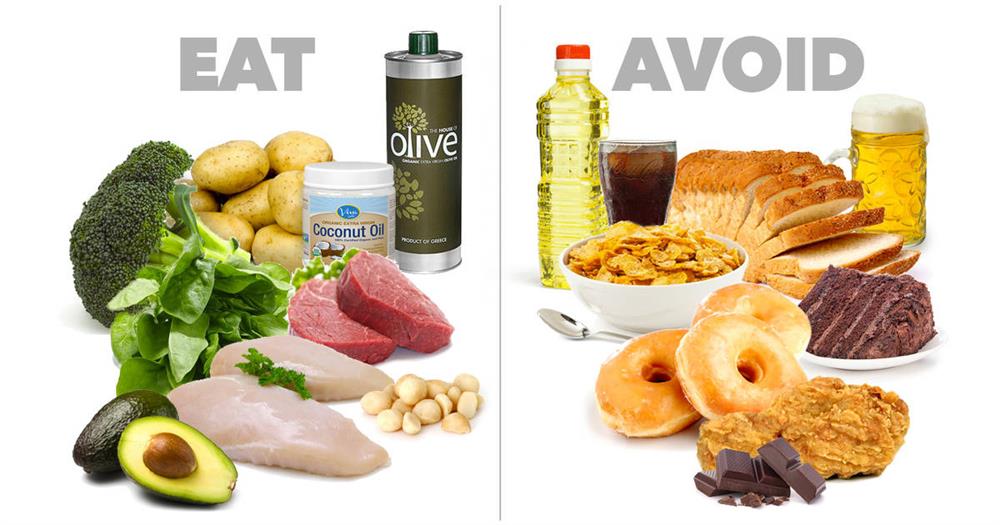 EAT
AVOID
THE HOUSE OF
olive
ORGANIC EXTRA VIRGIN OLIVE OIL
PRODUCT OF GREECE
Viva
ORGANIC EXTRA VIRGIN
Coconut Oil